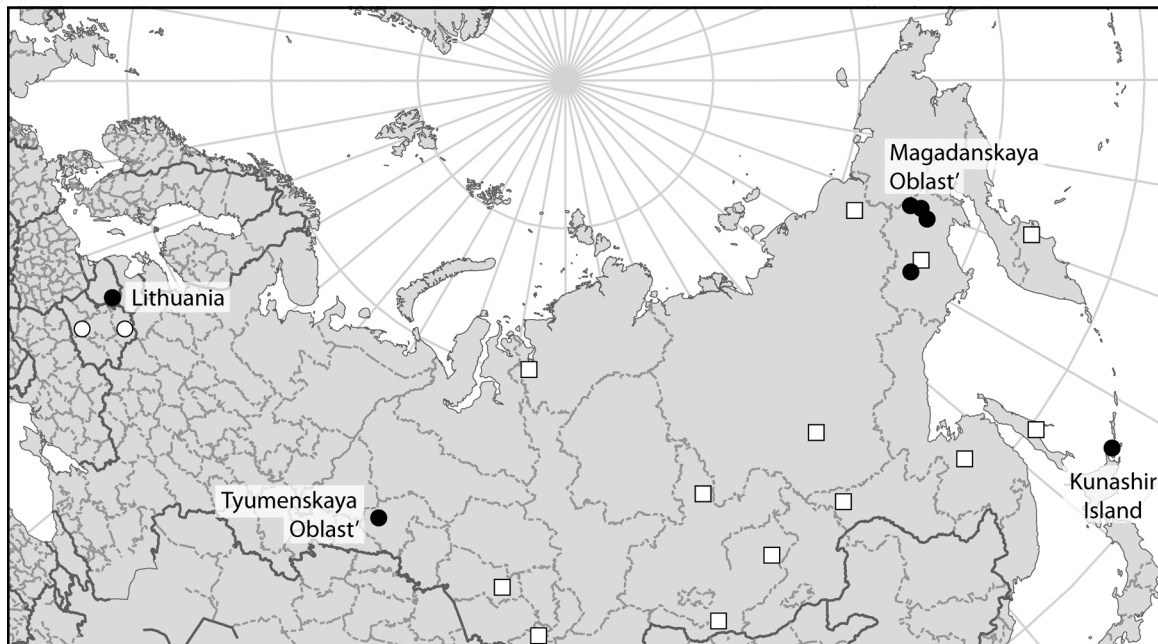 Magadanskaya
Oblast’
Lithuania
Tyumenskaya
Oblast’
Kunashir
Island